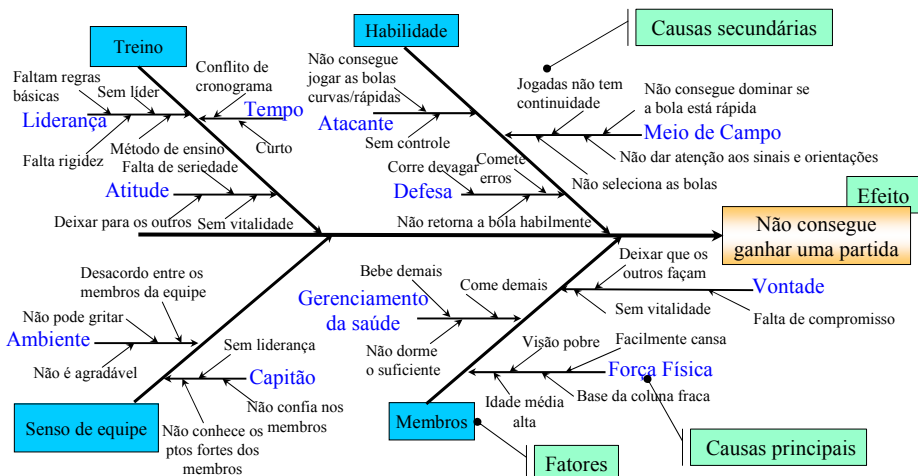 Treino
Habilidade
Causas secundárias
Faltam regras
básicas
Sem líder
Conflito de
cronograma
Liderança
Tempo
Falta rigidez
Método de ensino
Curto
Não consegue
jogar as bolas
curvas/rápidas
Atacante
Sem controle
Jogadas não tem
continuidade
Não consegue dominar se
a bola está rápida
Meio de Campo
Não dar atenção aos sinais e orientações
Não seleciona as bolas
Falta de seriedade
Atitude
Deixar para os outros
Sem vitalidade
Corre devagar
Comete
erros
Defesa
Não retorna a bola habilmente
Efeito
Não consegue
ganhar uma partida
Desacordo entre os
membros da equipe
Não pode gritar
Ambiente
Não é agradável
Sem liderança
Capitão
Não confia nos
membros
Não conhece os
ptos fortes dos
membros
Senso de equipe
Bebe demais
Come demais
Gerenciamento
da saúde
Não dorme
o suficiente
Deixar que os
outros façam
Vontade
Sem vitalidade
Falta de compromisso
Visão pobre
Facilmente cansa
Força Física
Idade média
alta
Base da coluna fraca
Membros
Fatores
Causas principais